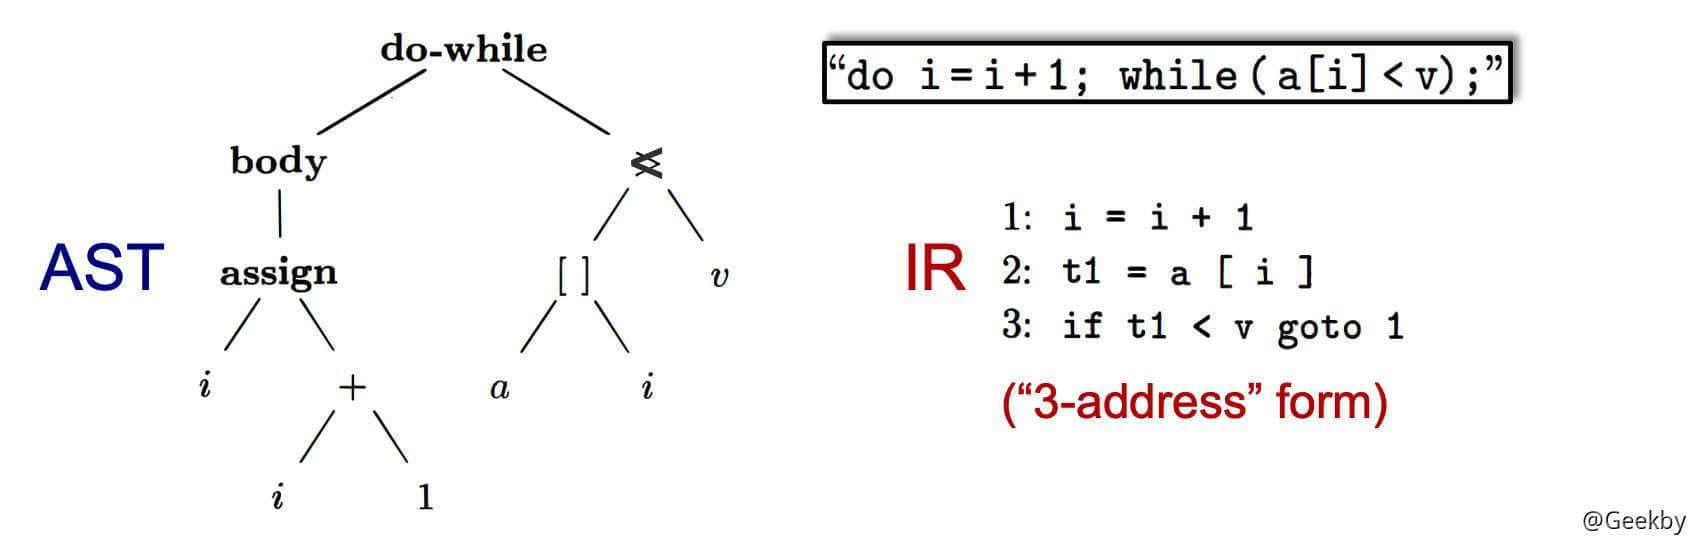 do-while
“do i=i+1; while(a[i]<v);”
body
<
1: i = i + 1
AST
assign
[ ]
v
IR
2: t1 = a [ i ]
3: if t1 < v goto 1
i
+
a
i
(“3-address” form)
i
1
@Geekby